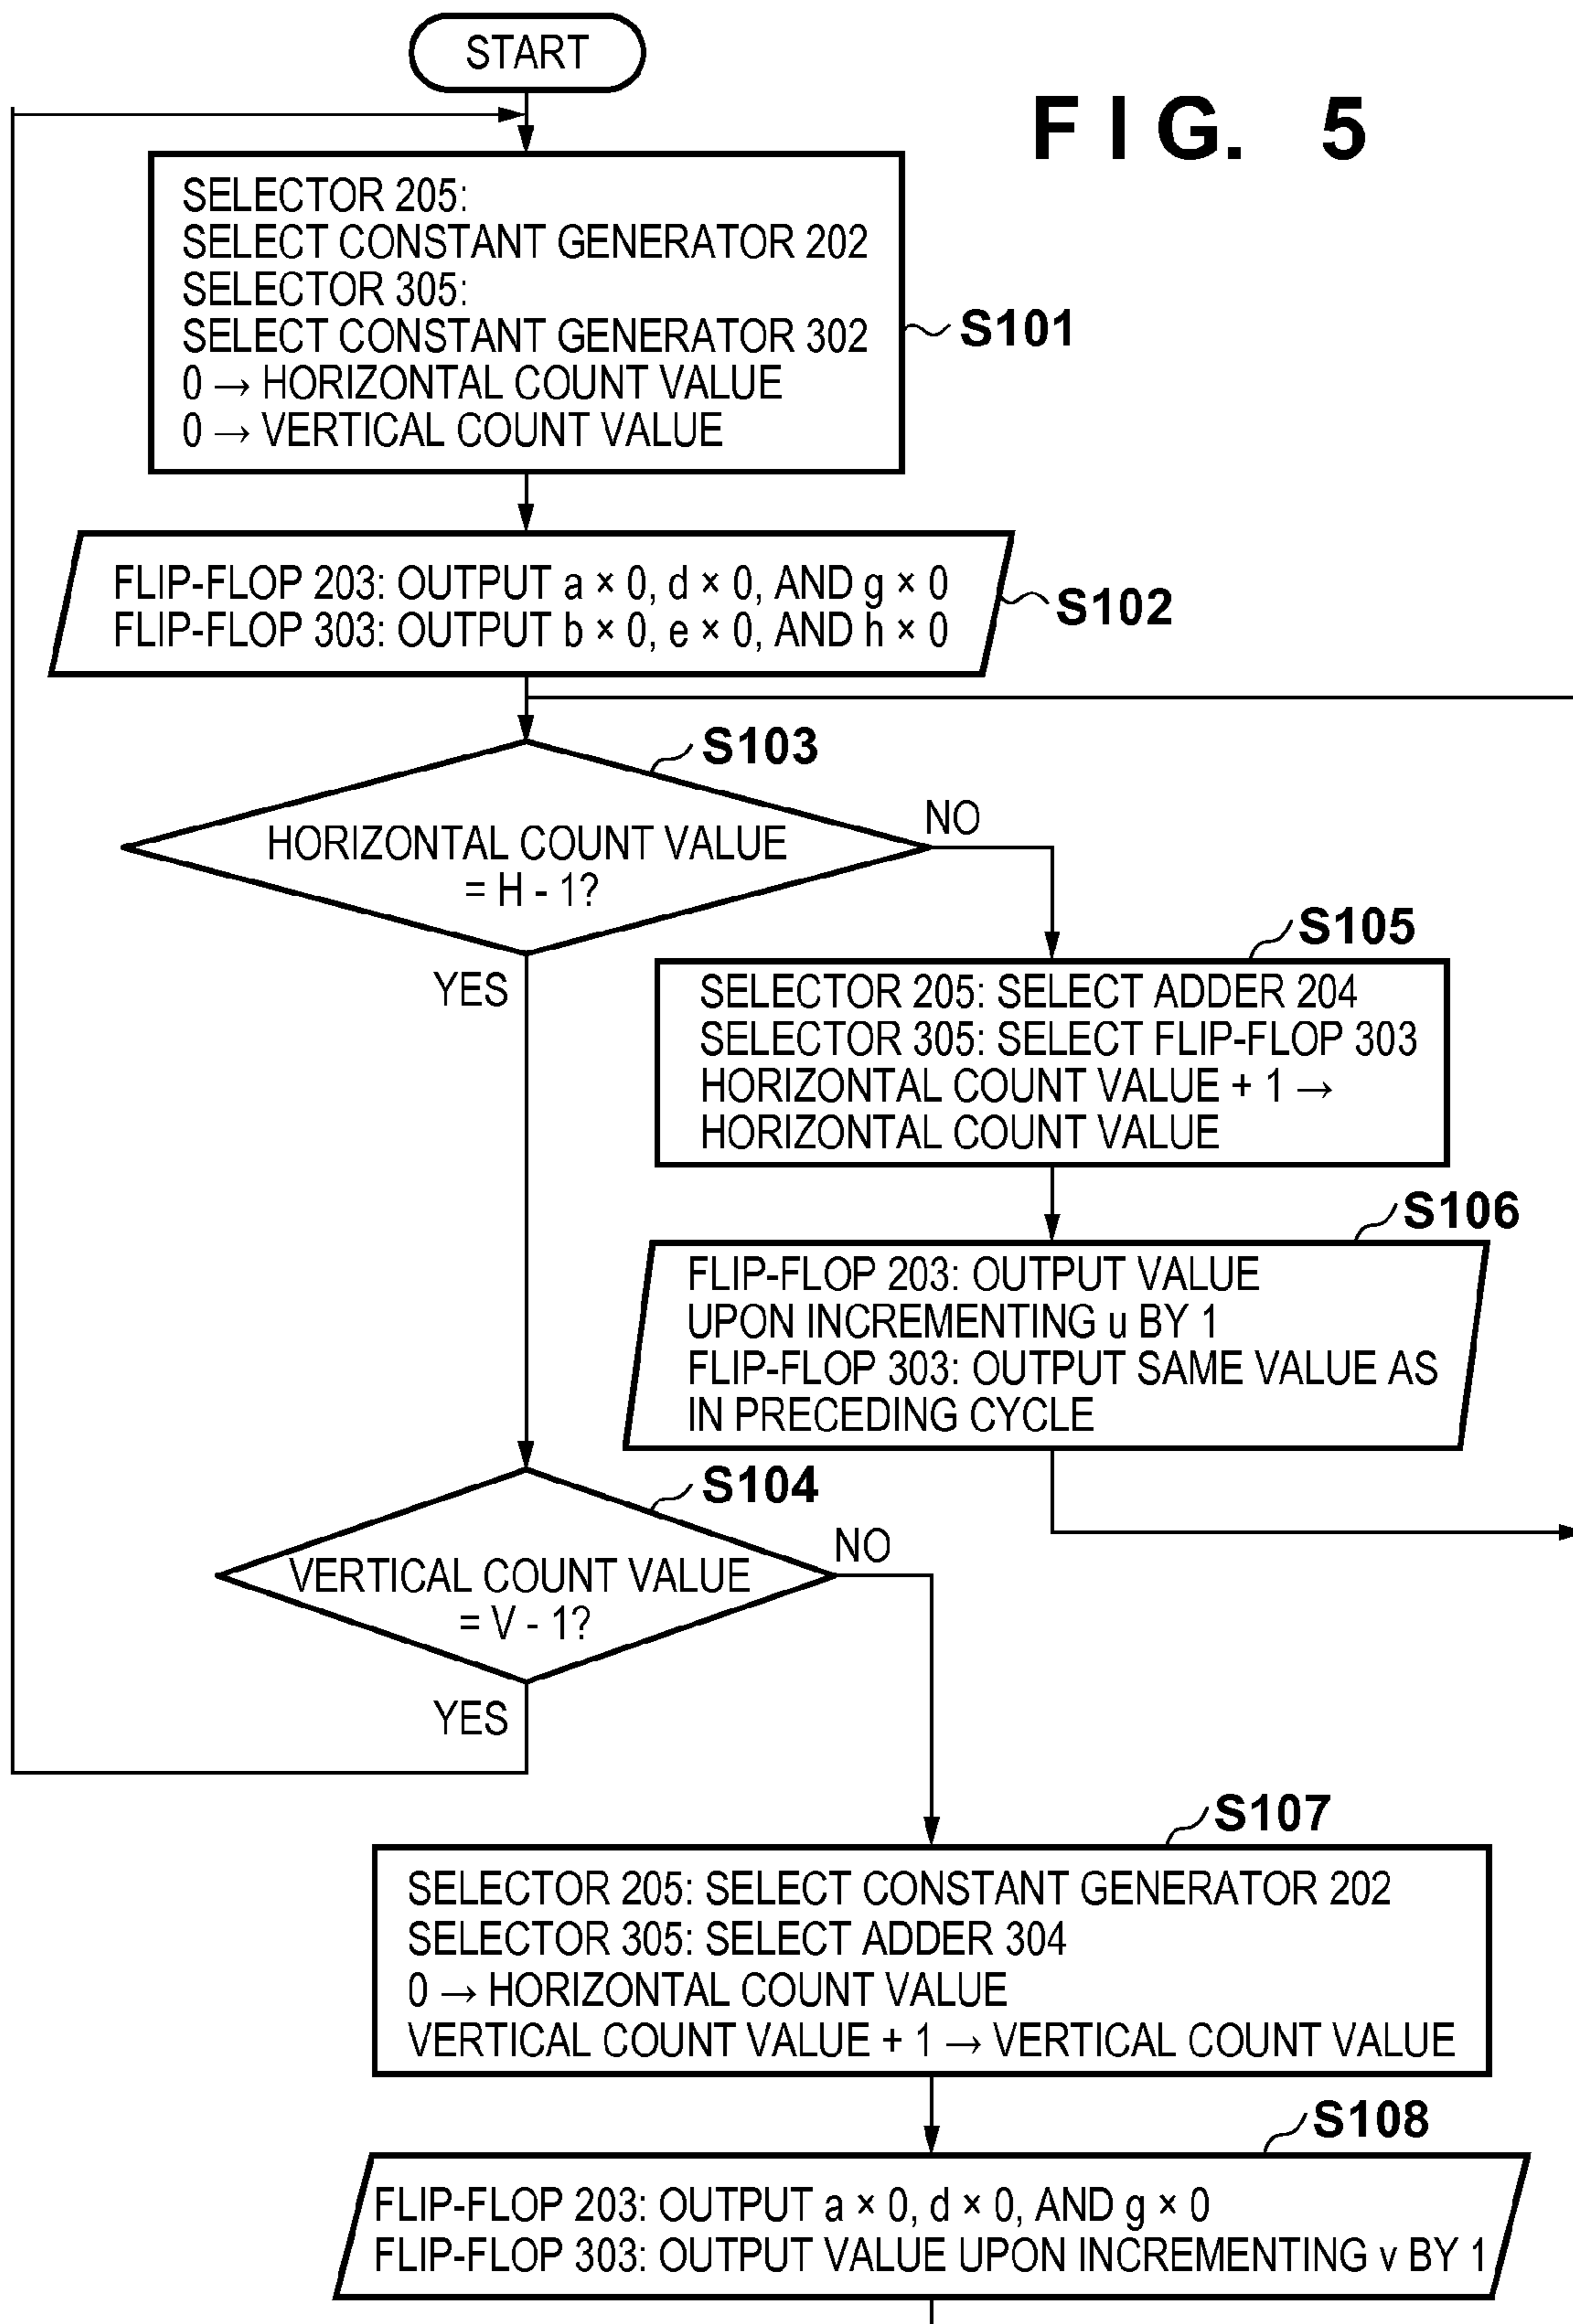 START
F I G. 5
SELECTOR 205:
SELECT CONSTANT GENERATOR 202
SELECTOR 305:
SELECT CONSTANT GENERATOR 302
0 → HORIZONTAL COUNT VALUE
0 → VERTICAL COUNT VALUE
S101
FLIP-FLOP 203: OUTPUT a × 0, d × 0, AND g × 0
FLIP-FLOP 303: OUTPUT b × 0, e × 0, AND h × 0
S102
S103
HORIZONTAL COUNT VALUE
= H - 1?
NO
YES
S105
SELECTOR 205: SELECT ADDER 204
SELECTOR 305: SELECT FLIP-FLOP 303
HORIZONTAL COUNT VALUE + 1 →
HORIZONTAL COUNT VALUE
S106
FLIP-FLOP 203: OUTPUT VALUE
UPON INCREMENTING u BY 1
FLIP-FLOP 303: OUTPUT SAME VALUE AS
IN PRECEDING CYCLE
S104
VERTICAL COUNT VALUE
= V - 1?
NO
YES
S107
SELECTOR 205: SELECT CONSTANT GENERATOR 202
SELECTOR 305: SELECT ADDER 304
0 → HORIZONTAL COUNT VALUE
VERTICAL COUNT VALUE + 1 → VERTICAL COUNT VALUE
S108
FLIP-FLOP 203: OUTPUT a × 0, d × 0, AND g × 0
FLIP-FLOP 303: OUTPUT VALUE UPON INCREMENTING v BY 1